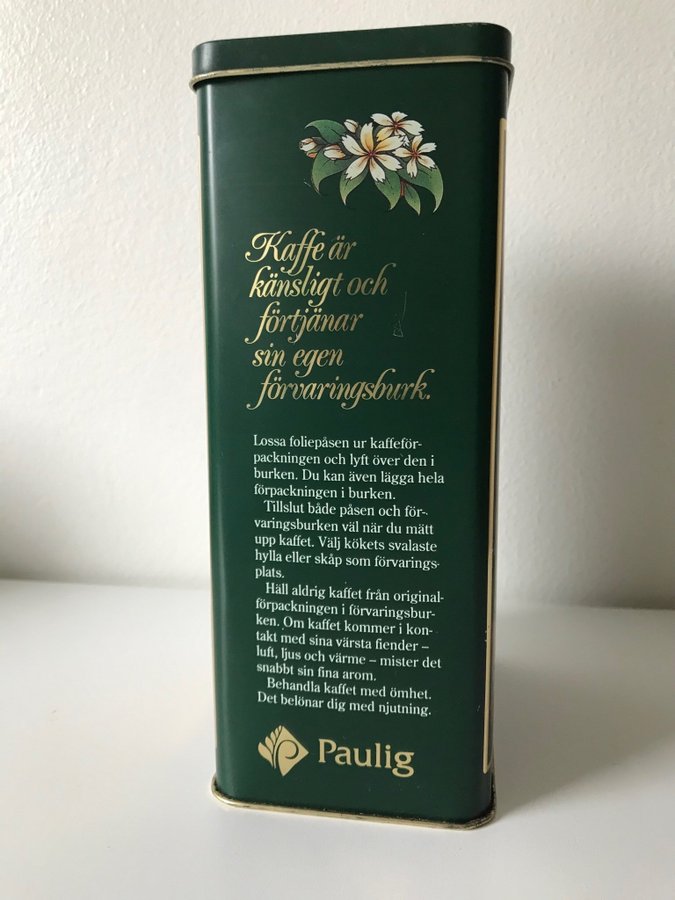 Kaffe är
känsligt och
förtjänar
sin egen
förvaringsburk.
Lossa foliepåsen ur kaffeför-
packningen och lyft över den i
burken. Du kan även lägga hela
förpackningen i burken.
Tillslut både påsen och för-
varingsburken väl när du mätt
upp kaffet. Välj kökets svalaste
hylla eller skåp som förvarings-
plats.
Häll aldrig kaffet från original-
förpackningen i förvaringsbur-
ken. Om kaffet kommer i kon-
takt med sina värsta fiender –
luft, ljus och värme – mister det
snabbt sin fina arom.
Behandla kaffet med ömhet.
Det belönar dig med njutning.
Paulig